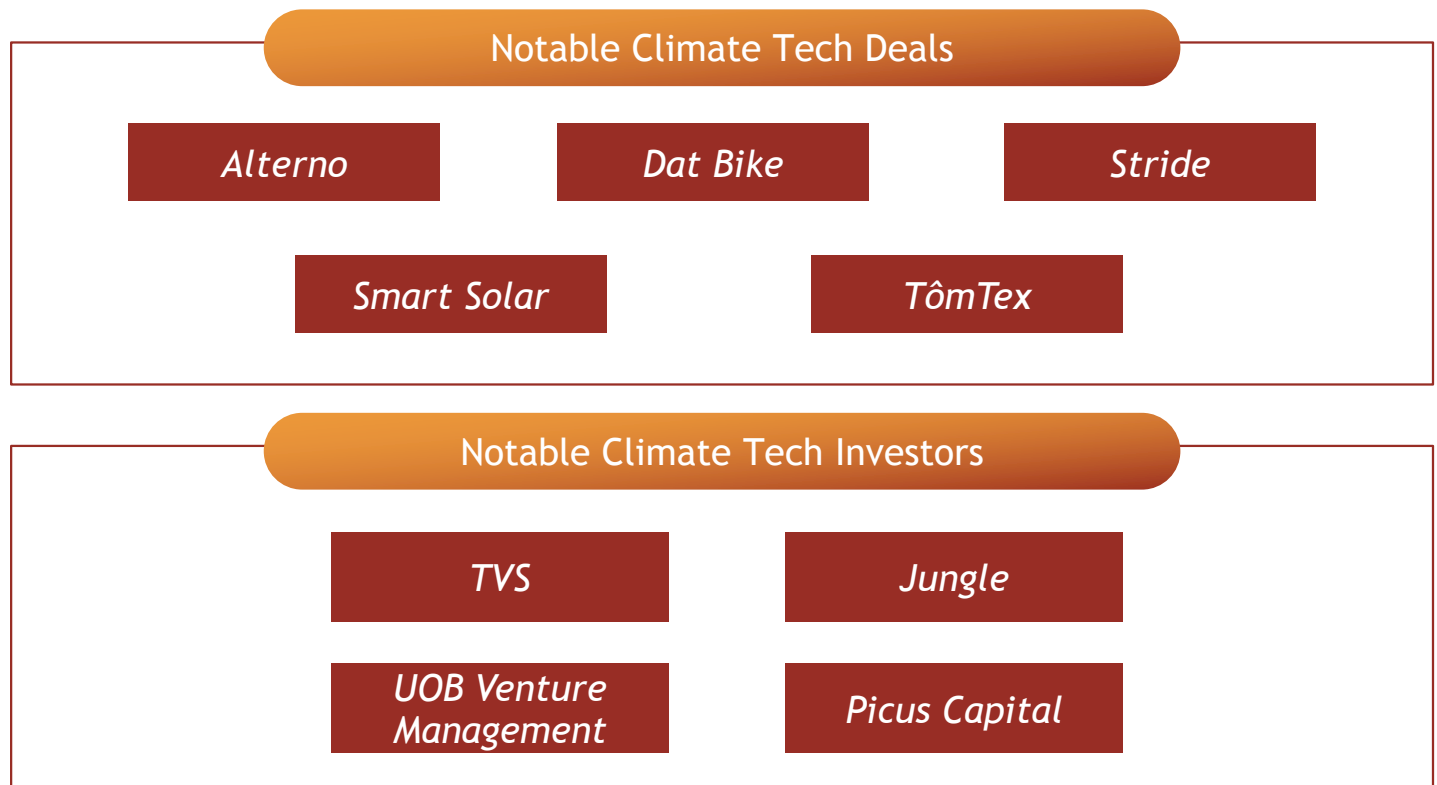 Notable Climate Tech Deals
Alterno
Dat Bike
Stride
Smart Solar
TômTex
Notable Climate Tech Investors
TVS
Jungle
UOB Venture
Management
Picus Capital